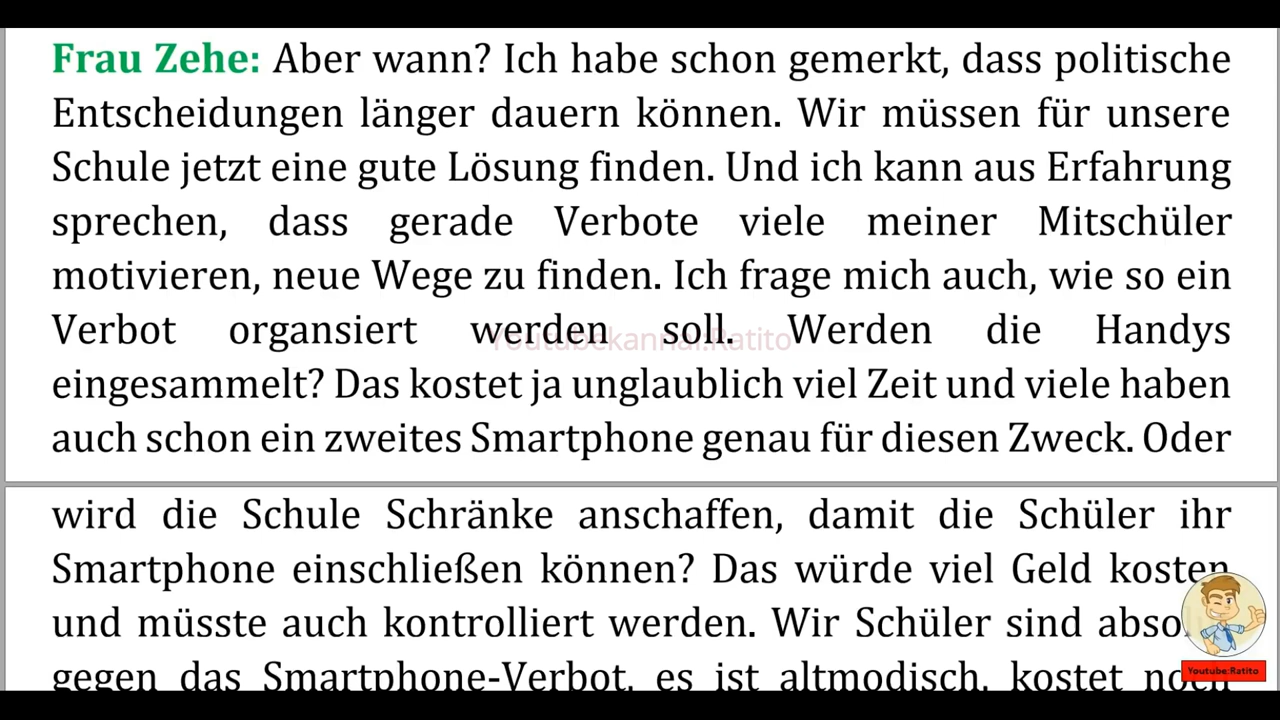 Frau Zehe: Aber wann? Ich habe schon gemerkt, dass politische
Entscheidungen länger dauern können. Wir müssen für unsere
Schule jetzt eine gute Lösung finden. Und ich kann aus Erfahrung
sprechen, dass gerade Verbote viele meiner Mitschüler
motivieren, neue Wege zu finden. Ich frage mich auch, wie so ein
Verbot organsiert werden soll. Werden die Handys
Youtubekannal:Ratito
eingesammelt? Das kostet ja unglaublich viel Zeit und viele haben
auch schon ein zweites Smartphone genau für diesen Zweck. Oder
wird die Schule Schränke anschaffen, damit die Schüler ihr
Smartphone einschließen können? Das würde viel Geld kosten
und müsste auch kontrolliert werden. Wir Schüler sind
gegen das Smartphone-Verbot, es ist altmodisch, kostet noch
Youtube:Ratito